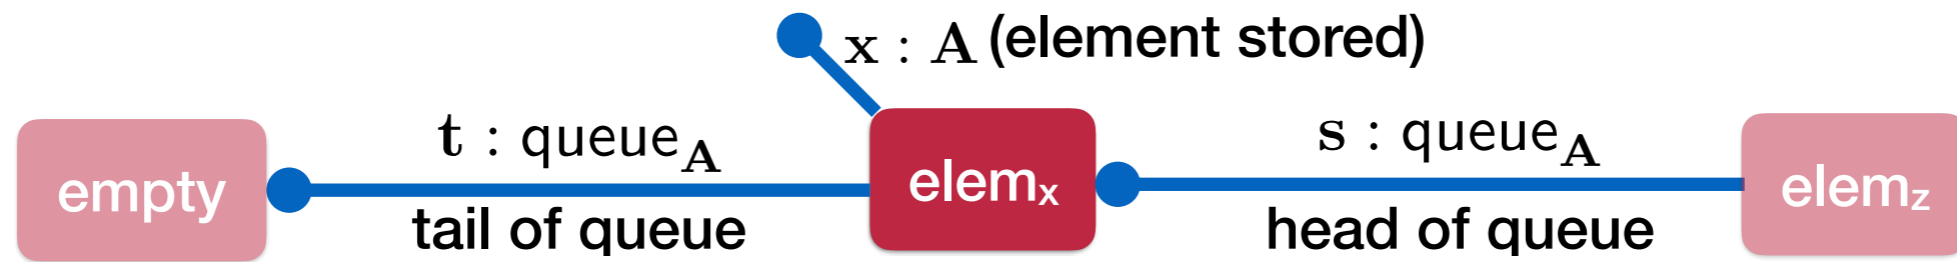 x : A (element stored)
t : queue_A
s : queue_A
empty
elem_x
elem_z
tail of queue
head of queue